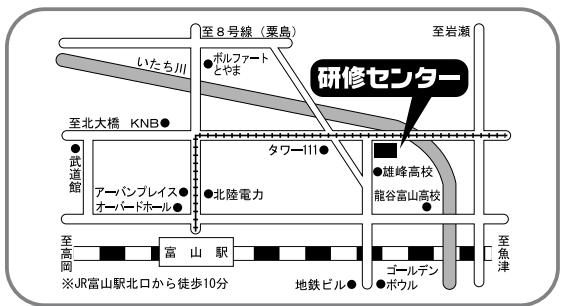 至8号線（粟島）
至岩瀬
いたち川
ボルファート
とやま
研修センター
至北大橋 KNB
タワー111
武道館
雄峰高校
アーバンプレイス
オーバードホール
北陸電力
龍谷富山高校
至高岡
富山駅
至魚津
※JR富山駅北口から徒歩10分
地鉄ビル
ゴールデン
ボウル